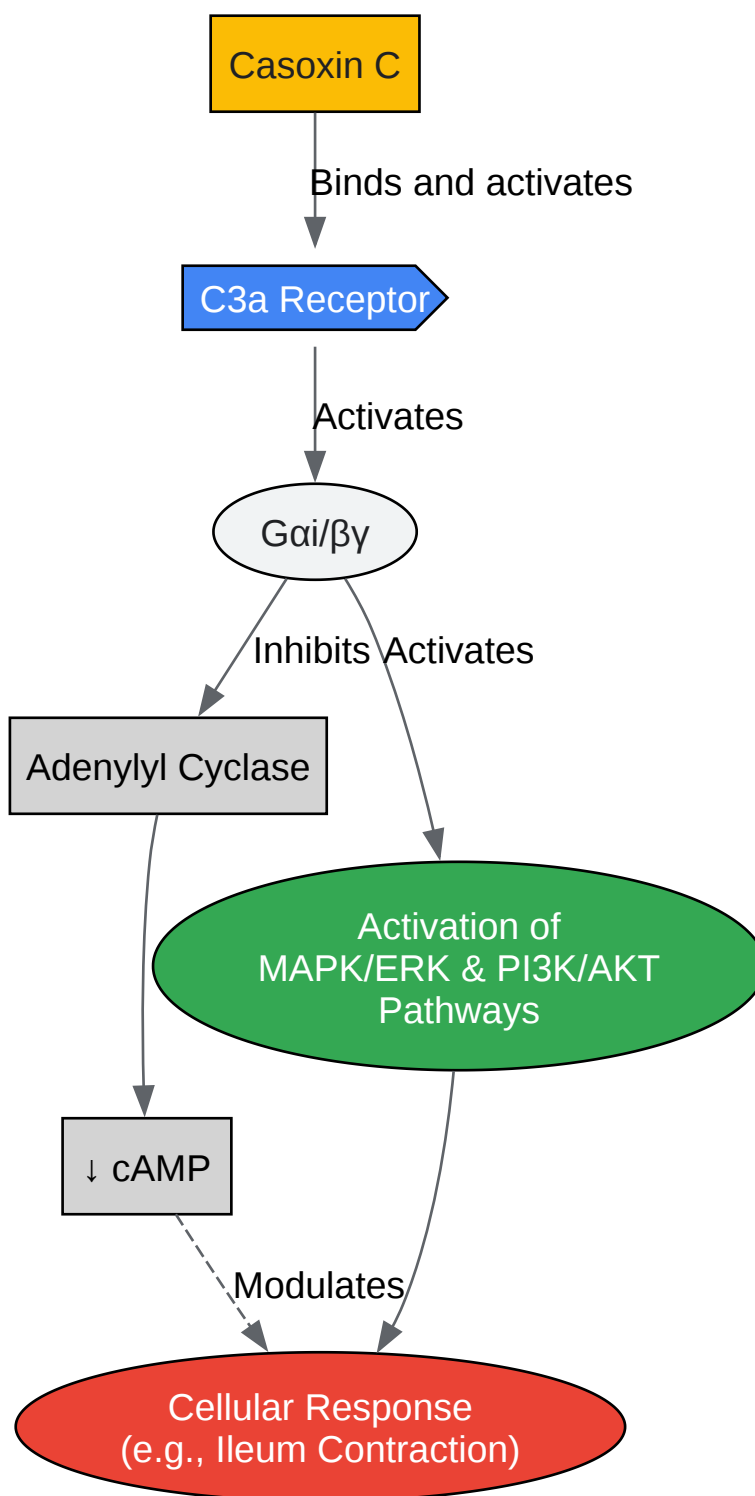 Casoxin C
Binds and activates
C3a Receptor
Activates
Gαi/βγ
Inhibits
Activates
Adenylyl Cyclase
Activation of
MAPK/ERK & PI3K/AKT
Pathways
↓ cAMP
Modulates
Cellular Response
(e.g., Ileum Contraction)